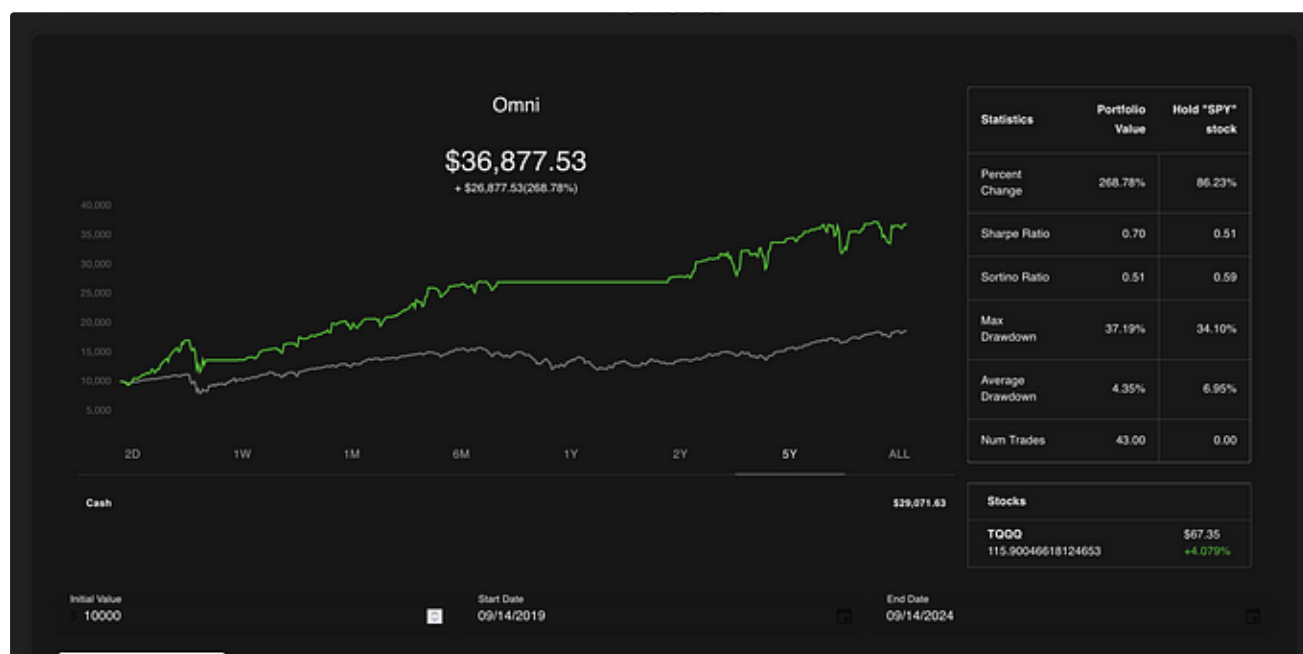 Omni
$36,877.53
+ $26,877.53(268.78%)
40,000
35,000
30,000
25,000
20,000
15,000
10,000
5,000
2D 1W 1M 6M 1Y 2Y 5Y ALL
Cash $29,071.63
Statistics Portfolio Value Hold "SPY" stock
Percent Change 268.78% 86.23%
Sharpe Ratio 0.70 0.51
Sortino Ratio 0.51 0.59
Max Drawdown 37.19% 34.10%
Average Drawdown 4.35% 6.95%
Num Trades 43.00 0.00
Stocks
TQQQ $67.35
115.90046618124653 +4.079%
Initial Value
$ 10000
Start Date
09/14/2019
End Date
09/14/2024